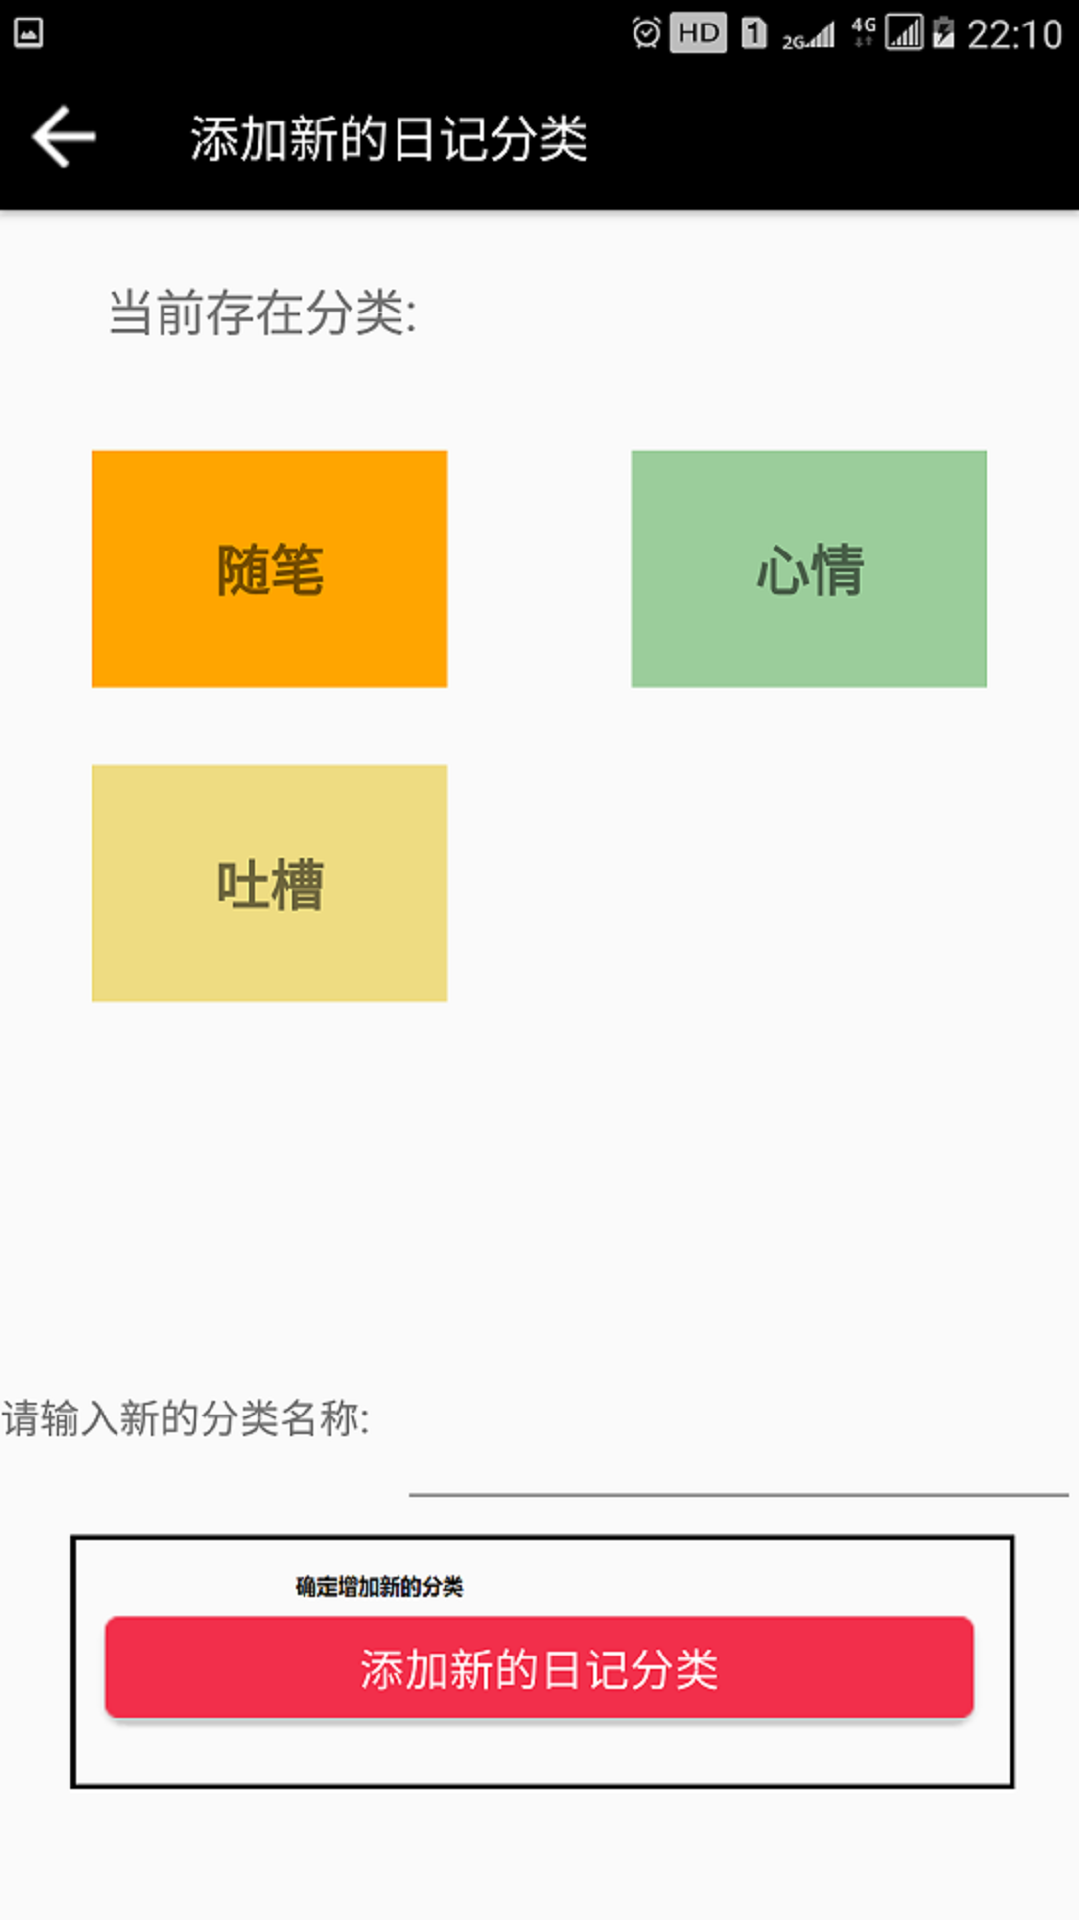 HD 1 2G 4G 22:10
添加新的日记分类
当前存在分类:
随笔 心情
吐槽
请输入新的分类名称:
确定增加新的分类
添加新的日记分类